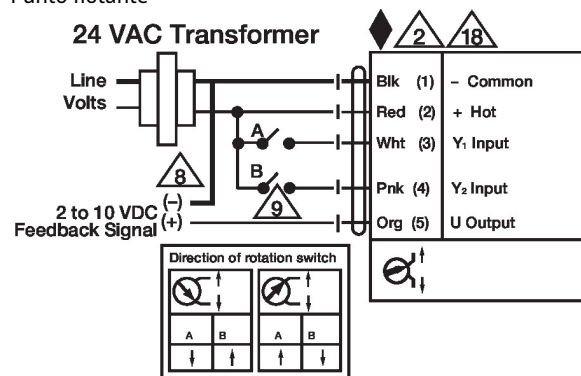 Punto flotante
24 VAC Transformer
2 18
Line
Volts
Blk (1) – Common
Red (2) + Hot
A
Wht (3) Y₁ Input
B
Pnk (4) Y₂ Input
8
9
2 to 10 VDC (–)
Feedback Signal (+)
Org (5) U Output
Direction of rotation switch
A B A B